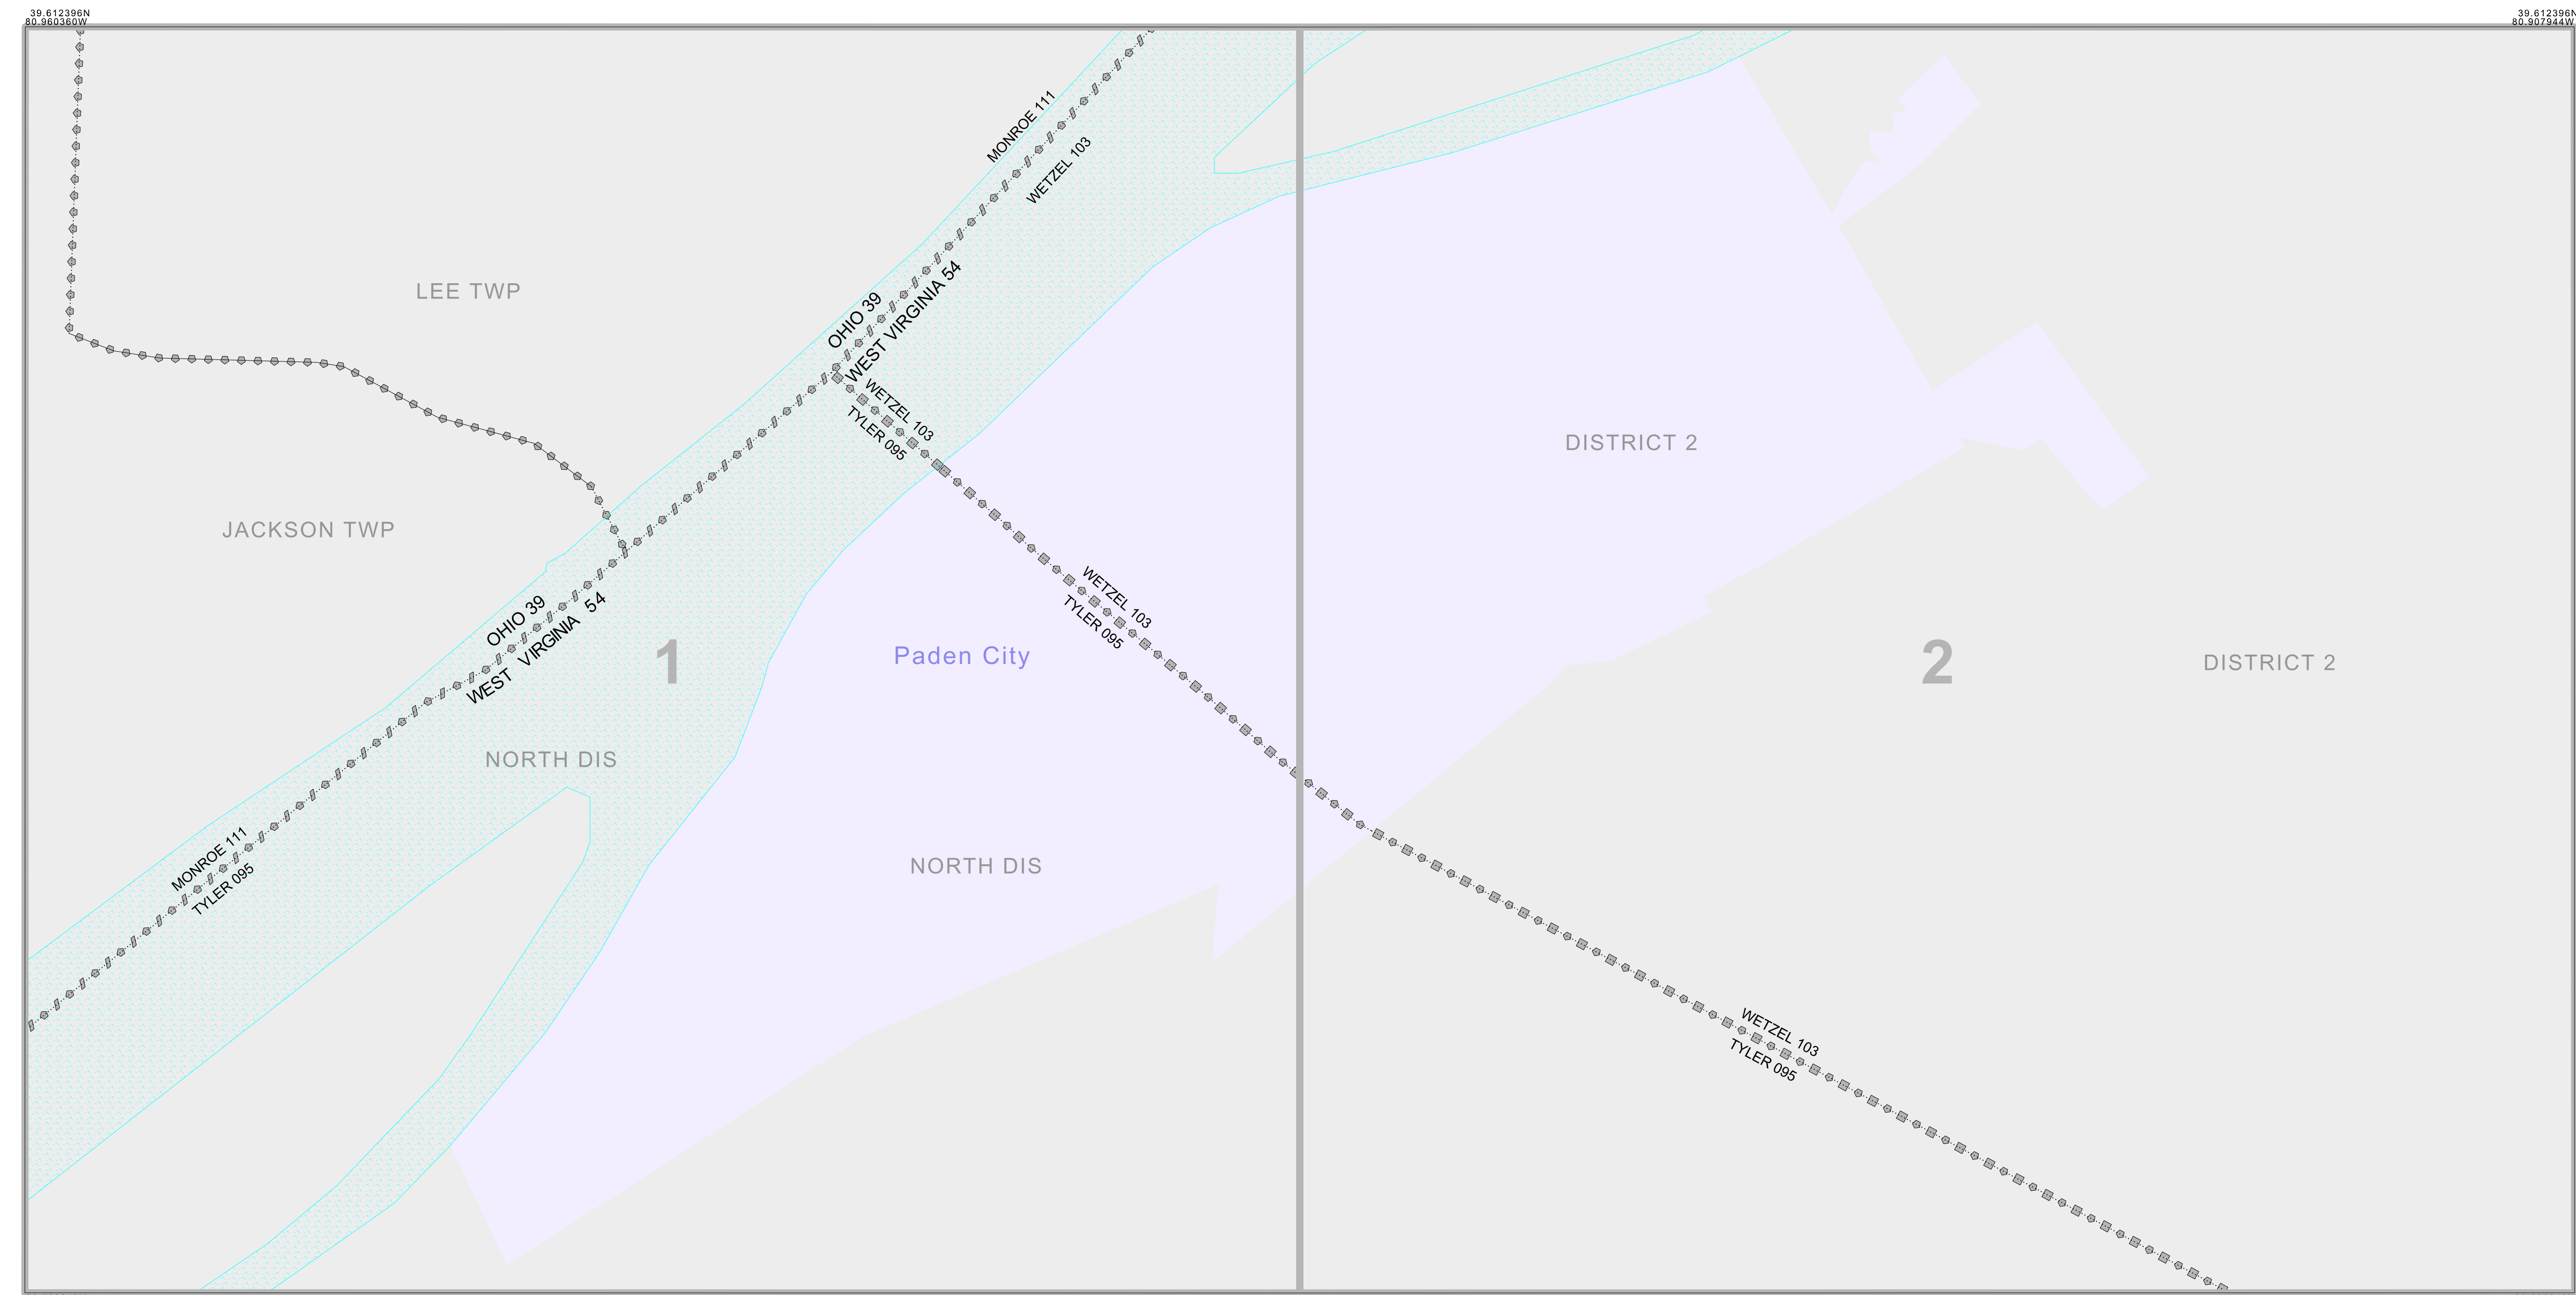 39.612396N
80.960360W
39.612396N
80.907944W
MONROE 111
WETZEL 103
LEE TWP
OHIO 39
WEST VIRGINIA 54
WETZEL 103
TYLER 095
DISTRICT 2
JACKSON TWP
OHIO 39
WEST VIRGINIA 54
WETZEL 103
TYLER 095
1
Paden City
2
DISTRICT 2
NORTH DIS
MONROE 111
TYLER 095
NORTH DIS
WETZEL 103
TYLER 095